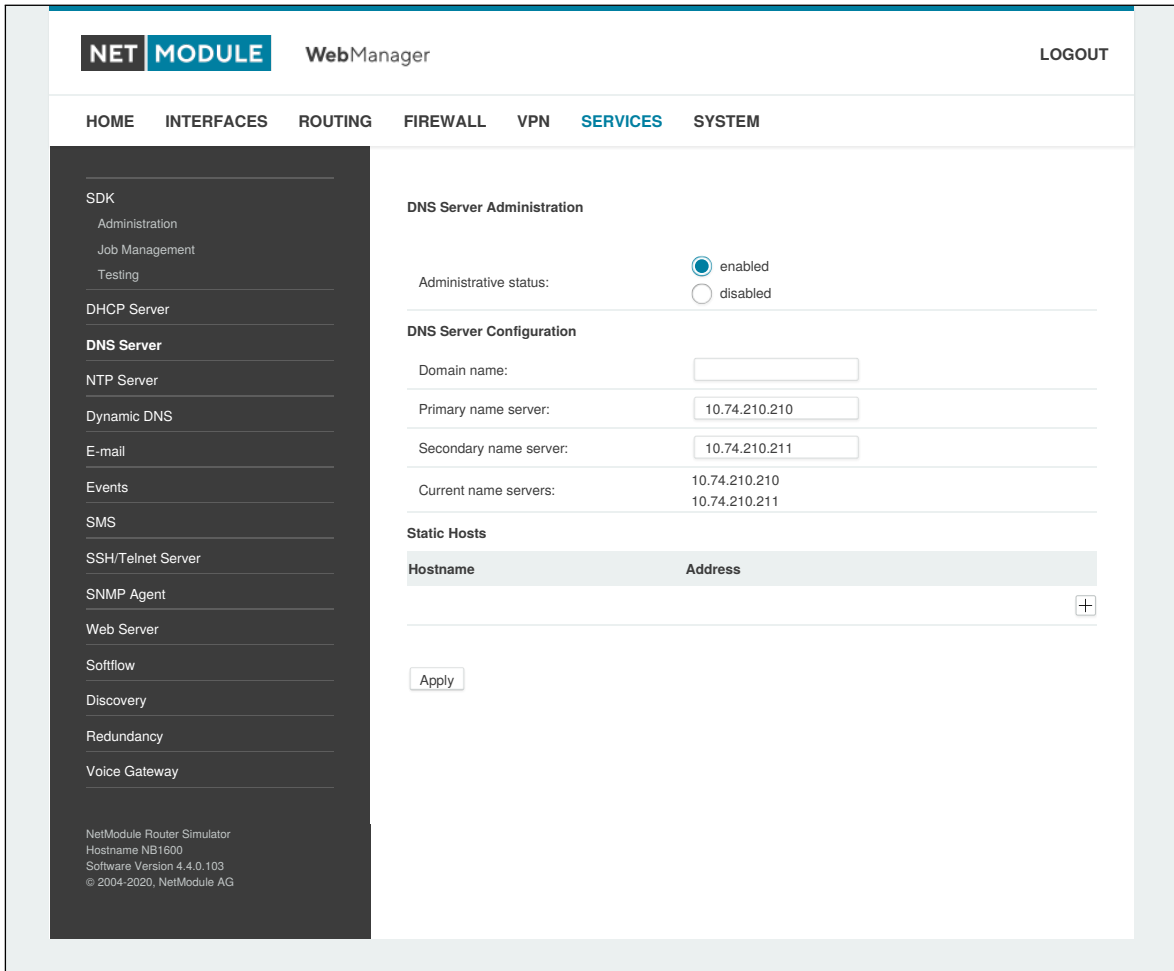 NET MODULE WebManager LOGOUT
HOME INTERFACES ROUTING FIREWALL VPN SERVICES SYSTEM
SDK
Administration
Job Management
Testing
DHCP Server
DNS Server
NTP Server
Dynamic DNS
E-mail
Events
SMS
SSH/Telnet Server
SNMP Agent
Web Server
Softflow
Discovery
Redundancy
Voice Gateway
NetModule Router Simulator
Hostname NB1600
Software Version 4.4.0.103
© 2004-2020, NetModule AG
DNS Server Administration
Administrative status: enabled
disabled
DNS Server Configuration
Domain name:
Primary name server: 10.74.210.210
Secondary name server: 10.74.210.211
Current name servers: 10.74.210.210
10.74.210.211
Static Hosts
Hostname Address
Apply